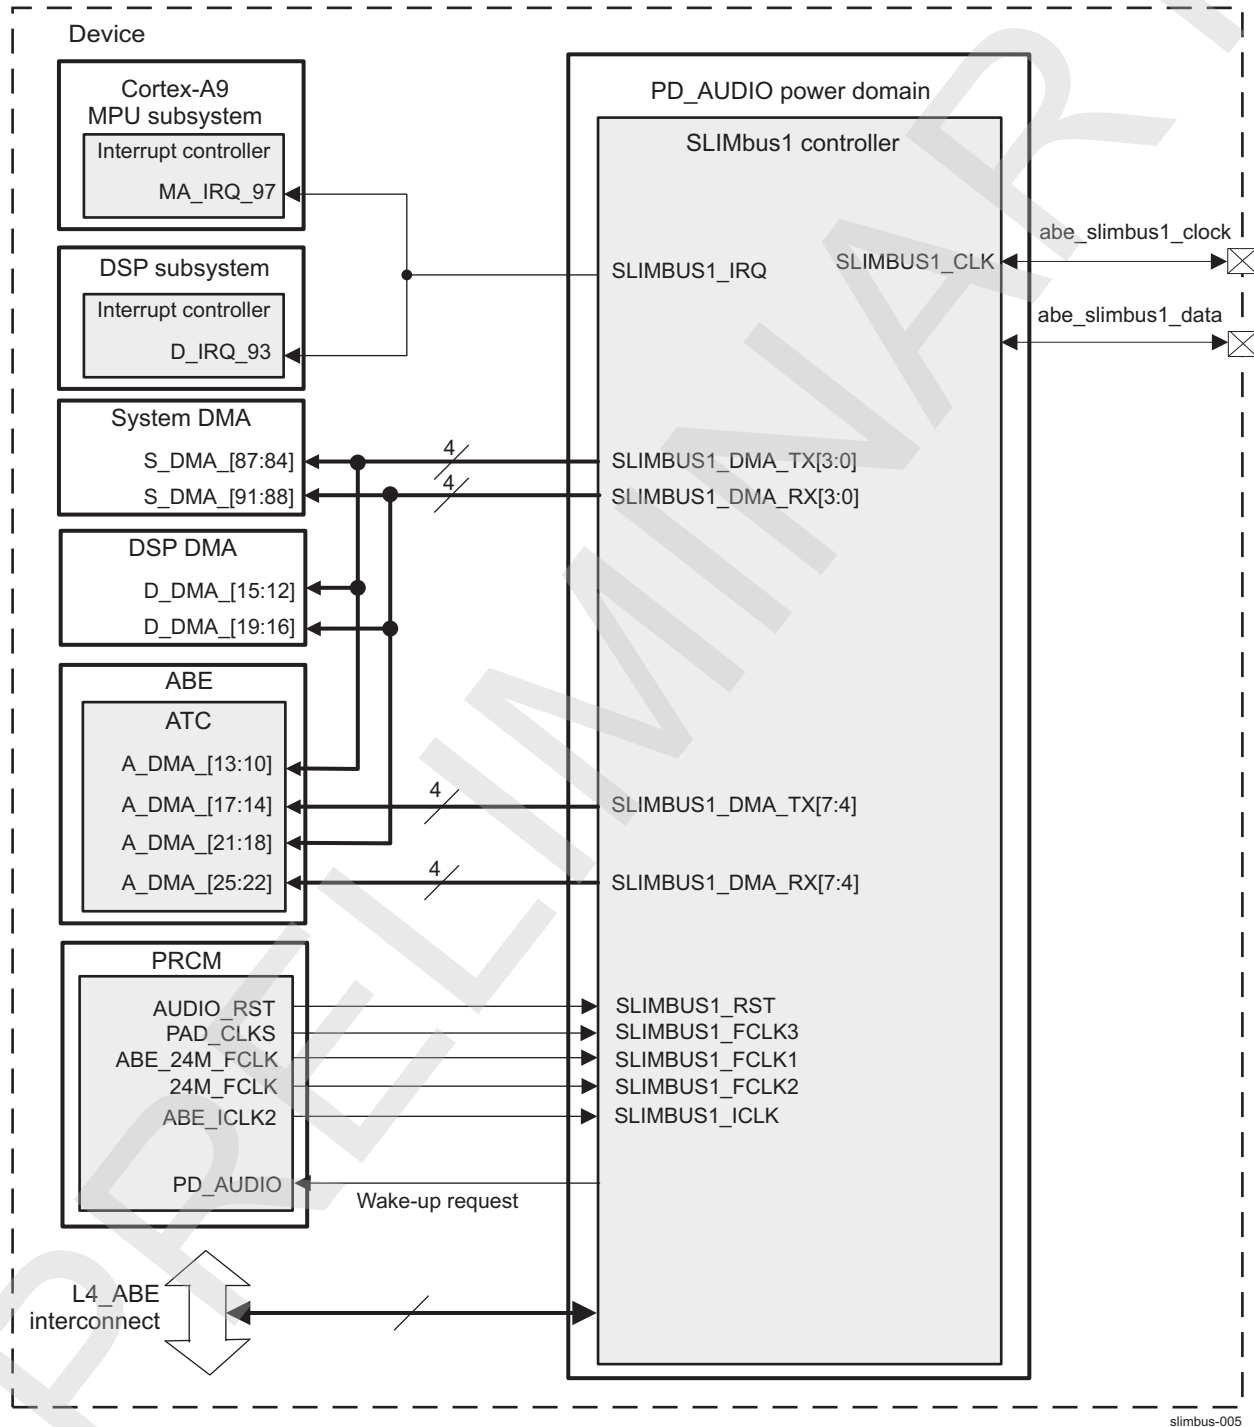 Device
Cortex-A9
MPU subsystem
Interrupt controller
MA_IRQ_97
DSP subsystem
Interrupt controller
D_IRQ_93
System DMA
S_DMA_[87:84]
S_DMA_[91:88]
DSP DMA
D_DMA_[15:12]
D_DMA_[19:16]
ABE
ATC
A_DMA_[13:10]
A_DMA_[17:14]
A_DMA_[21:18]
A_DMA_[25:22]
PRCM
AUDIO_RST
PAD_CLKS
ABE_24M_FCLK
24M_FCLK
ABE_ICLK2
PD_AUDIO
Wake-up request
L4_ABE
interconnect
4
4
4
4
PD_AUDIO power domain
SLIMbus1 controller
SLIMBUS1_IRQ
SLIMBUS1_CLK
SLIMBUS1_DMA_TX[3:0]
SLIMBUS1_DMA_RX[3:0]
SLIMBUS1_DMA_TX[7:4]
SLIMBUS1_DMA_RX[7:4]
SLIMBUS1_RST
SLIMBUS1_FCLK3
SLIMBUS1_FCLK1
SLIMBUS1_FCLK2
SLIMBUS1_ICLK
abe_slimbus1_clock
abe_slimbus1_data
slimbus-005
PRELIMINARY